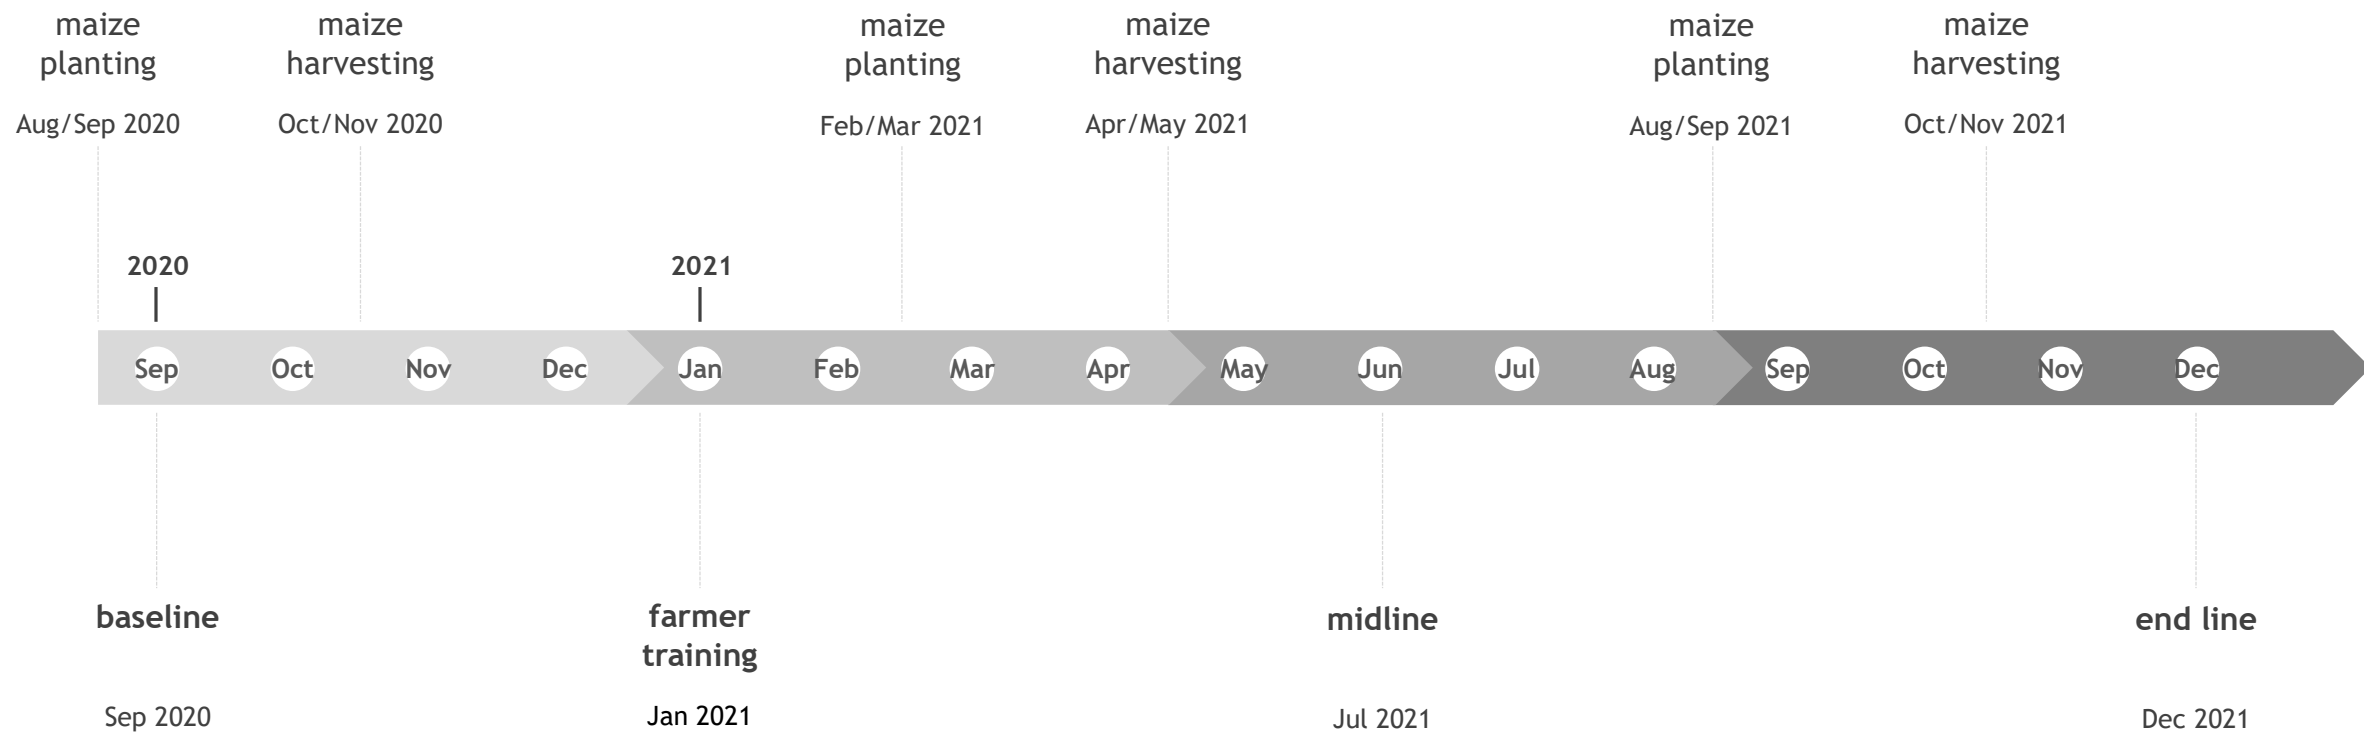 maize
planting
Aug/Sep 2020
maize
harvesting
Oct/Nov 2020
maize
planting
Feb/Mar 2021
maize
harvesting
Apr/May 2021
maize
planting
Aug/Sep 2021
maize
harvesting
Oct/Nov 2021
2020
2021
Sep Oct Nov Dec Jan Feb Mar Apr May Jun Jul Aug Sep Oct Nov Dec
baseline
Sep 2020
farmer
training
Jan 2021
midline
Jul 2021
end line
Dec 2021